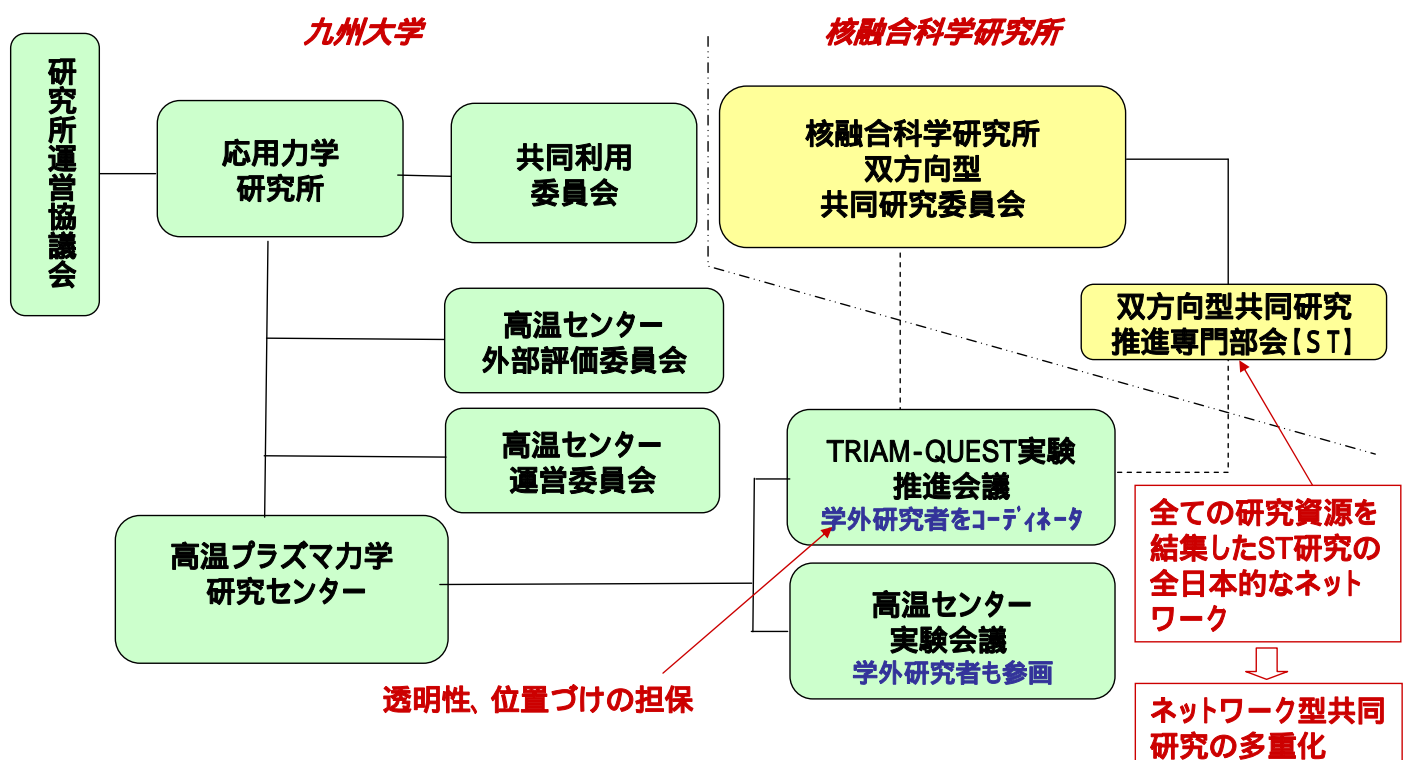 九州大学
核融合科学研究所
研究所運営協議会
応用力学
研究所
共同利用
委員会
核融合科学研究所
双方向型
共同研究委員会
高温センター
外部評価委員会
双方向型共同研究
推進専門部会【ST】
高温センター
運営委員会
TRIAM-QUEST実験
推進会議
学外研究者をｺｰﾃﾞｨﾈｰﾀ
高温プラズマ力学
研究センター
高温センター
実験会議
学外研究者も参画
透明性、位置づけの担保
全ての研究資源を
結集したST研究の
全日本的なネット
ワーク
ネットワーク型共同
研究の多重化